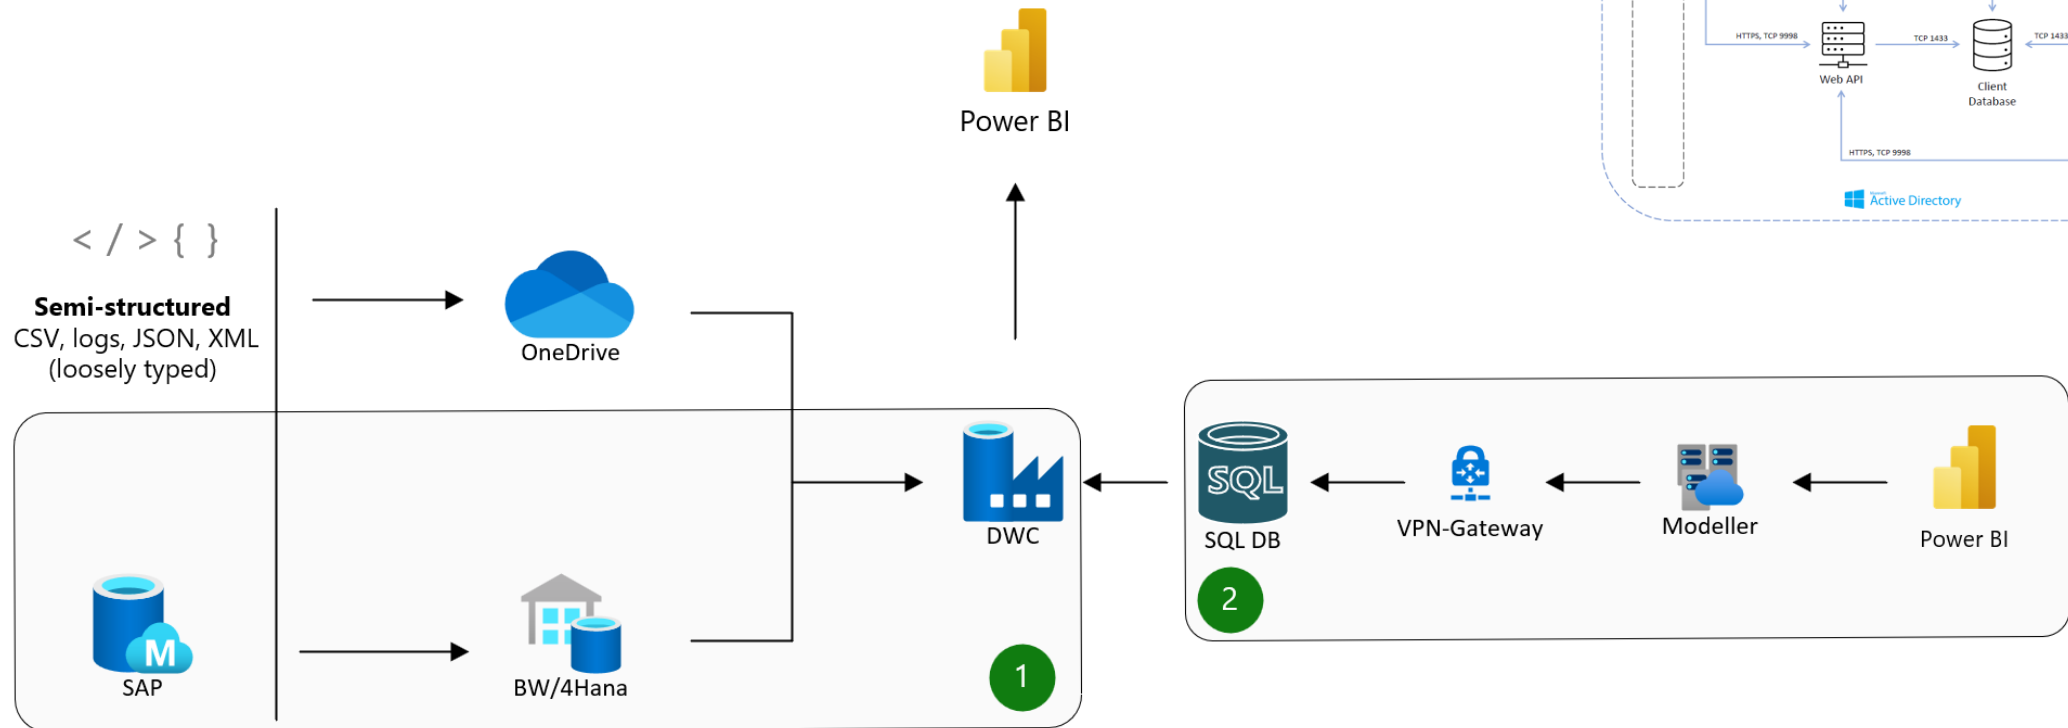 Power BI
HTTPS, TCP 9998
TCP 1433
TCP 1433
Web API
Client
Database
HTTPS, TCP 9998
Active Directory
</> { }
Semi-structured
CSV, logs, JSON, XML
(loosely typed)
OneDrive
DWC
SQL
SQL DB
VPN-Gateway
Modeller
Power BI
2
M
SAP
BW/4Hana
1